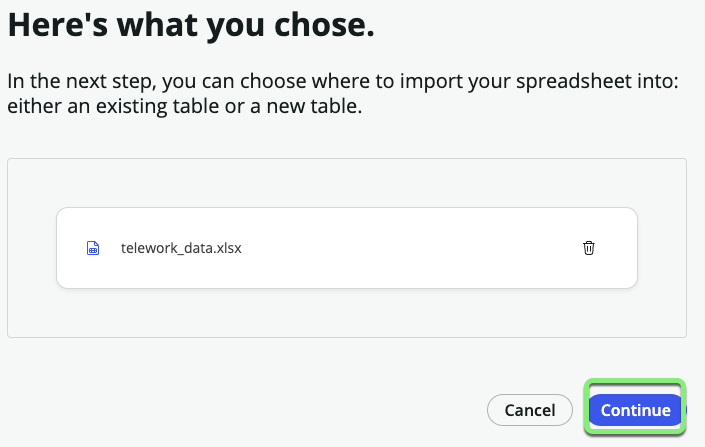 Here's what you chose.
In the next step, you can choose where to import your spreadsheet into:
either an existing table or a new table.
telework_data.xlsx
Cancel
Continue